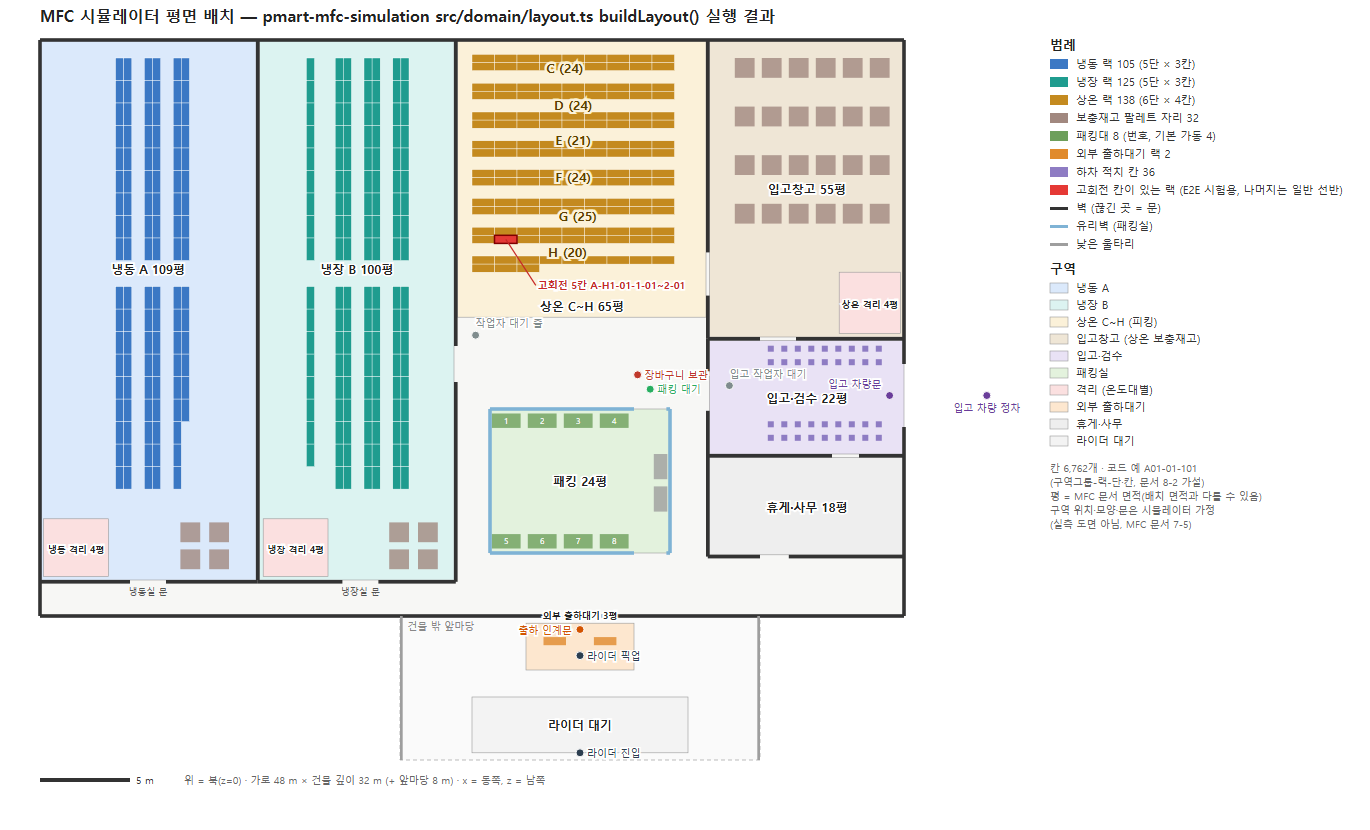 MFC 시뮬레이터 평면 배치 — pmart-mfc-simulation src/domain/layout.ts buildLayout() 실행 결과
C (24)
D (24)
E (21)
F (24)
G (25)
H (20)
고회전 5칸 A-H1-01-1-01~2-01
상온 C~H 65평
냉동 A 109평
냉장 B 100평
입고창고 55평
상온 격리 4평
작업자 대기 줄
장바구니 보관
패킹 대기
입고 작업자 대기
입고 차량문
입고·검수 22평
입고 차량 정차
1
2
3
4
패킹 24평
5
6
7
8
휴게·사무 18평
냉동 격리 4평
냉장 격리 4평
냉동실 문
냉장실 문
건물 밖 앞마당
외부 출하대기 3평
출하 인계문
라이더 픽업
라이더 대기
라이더 진입
5 m
위 = 북(z=0) · 가로 48 m × 건물 깊이 32 m (+ 앞마당 8 m) · x = 동쪽, z = 남쪽
범례
냉동 랙 105 (5단 × 3칸)
냉장 랙 125 (5단 × 3칸)
상온 랙 138 (6단 × 4칸)
보충재고 팔레트 자리 32
패킹대 8 (번호, 기본 가동 4)
외부 출하대기 랙 2
하차 적치 칸 36
고회전 칸이 있는 랙 (E2E 시험용, 나머지는 일반 선반)
벽 (끊긴 곳 = 문)
유리벽 (패킹실)
낮은 울타리
구역
냉동 A
냉장 B
상온 C~H (피킹)
입고창고 (상온 보충재고)
입고·검수
패킹실
격리 (온도대별)
외부 출하대기
휴게·사무
라이더 대기
칸 6,762개 · 코드 예 A01-01-101
(구역그룹-랙-단·칸, 문서 8-2 가설)
평 = MFC 문서 면적(배치 면적과 다를 수 있음)
구역 위치·모양·문은 시뮬레이터 가정
(실측 도면 아님, MFC 문서 7-5)